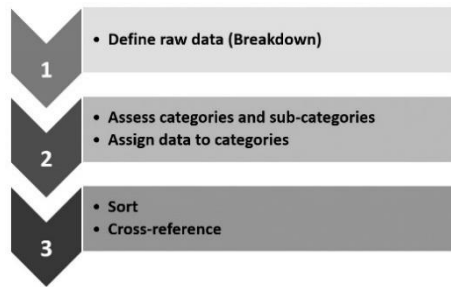 1
• Define raw data (Breakdown)
2
• Assess categories and sub-categories
• Assign data to categories
3
• Sort
• Cross-reference